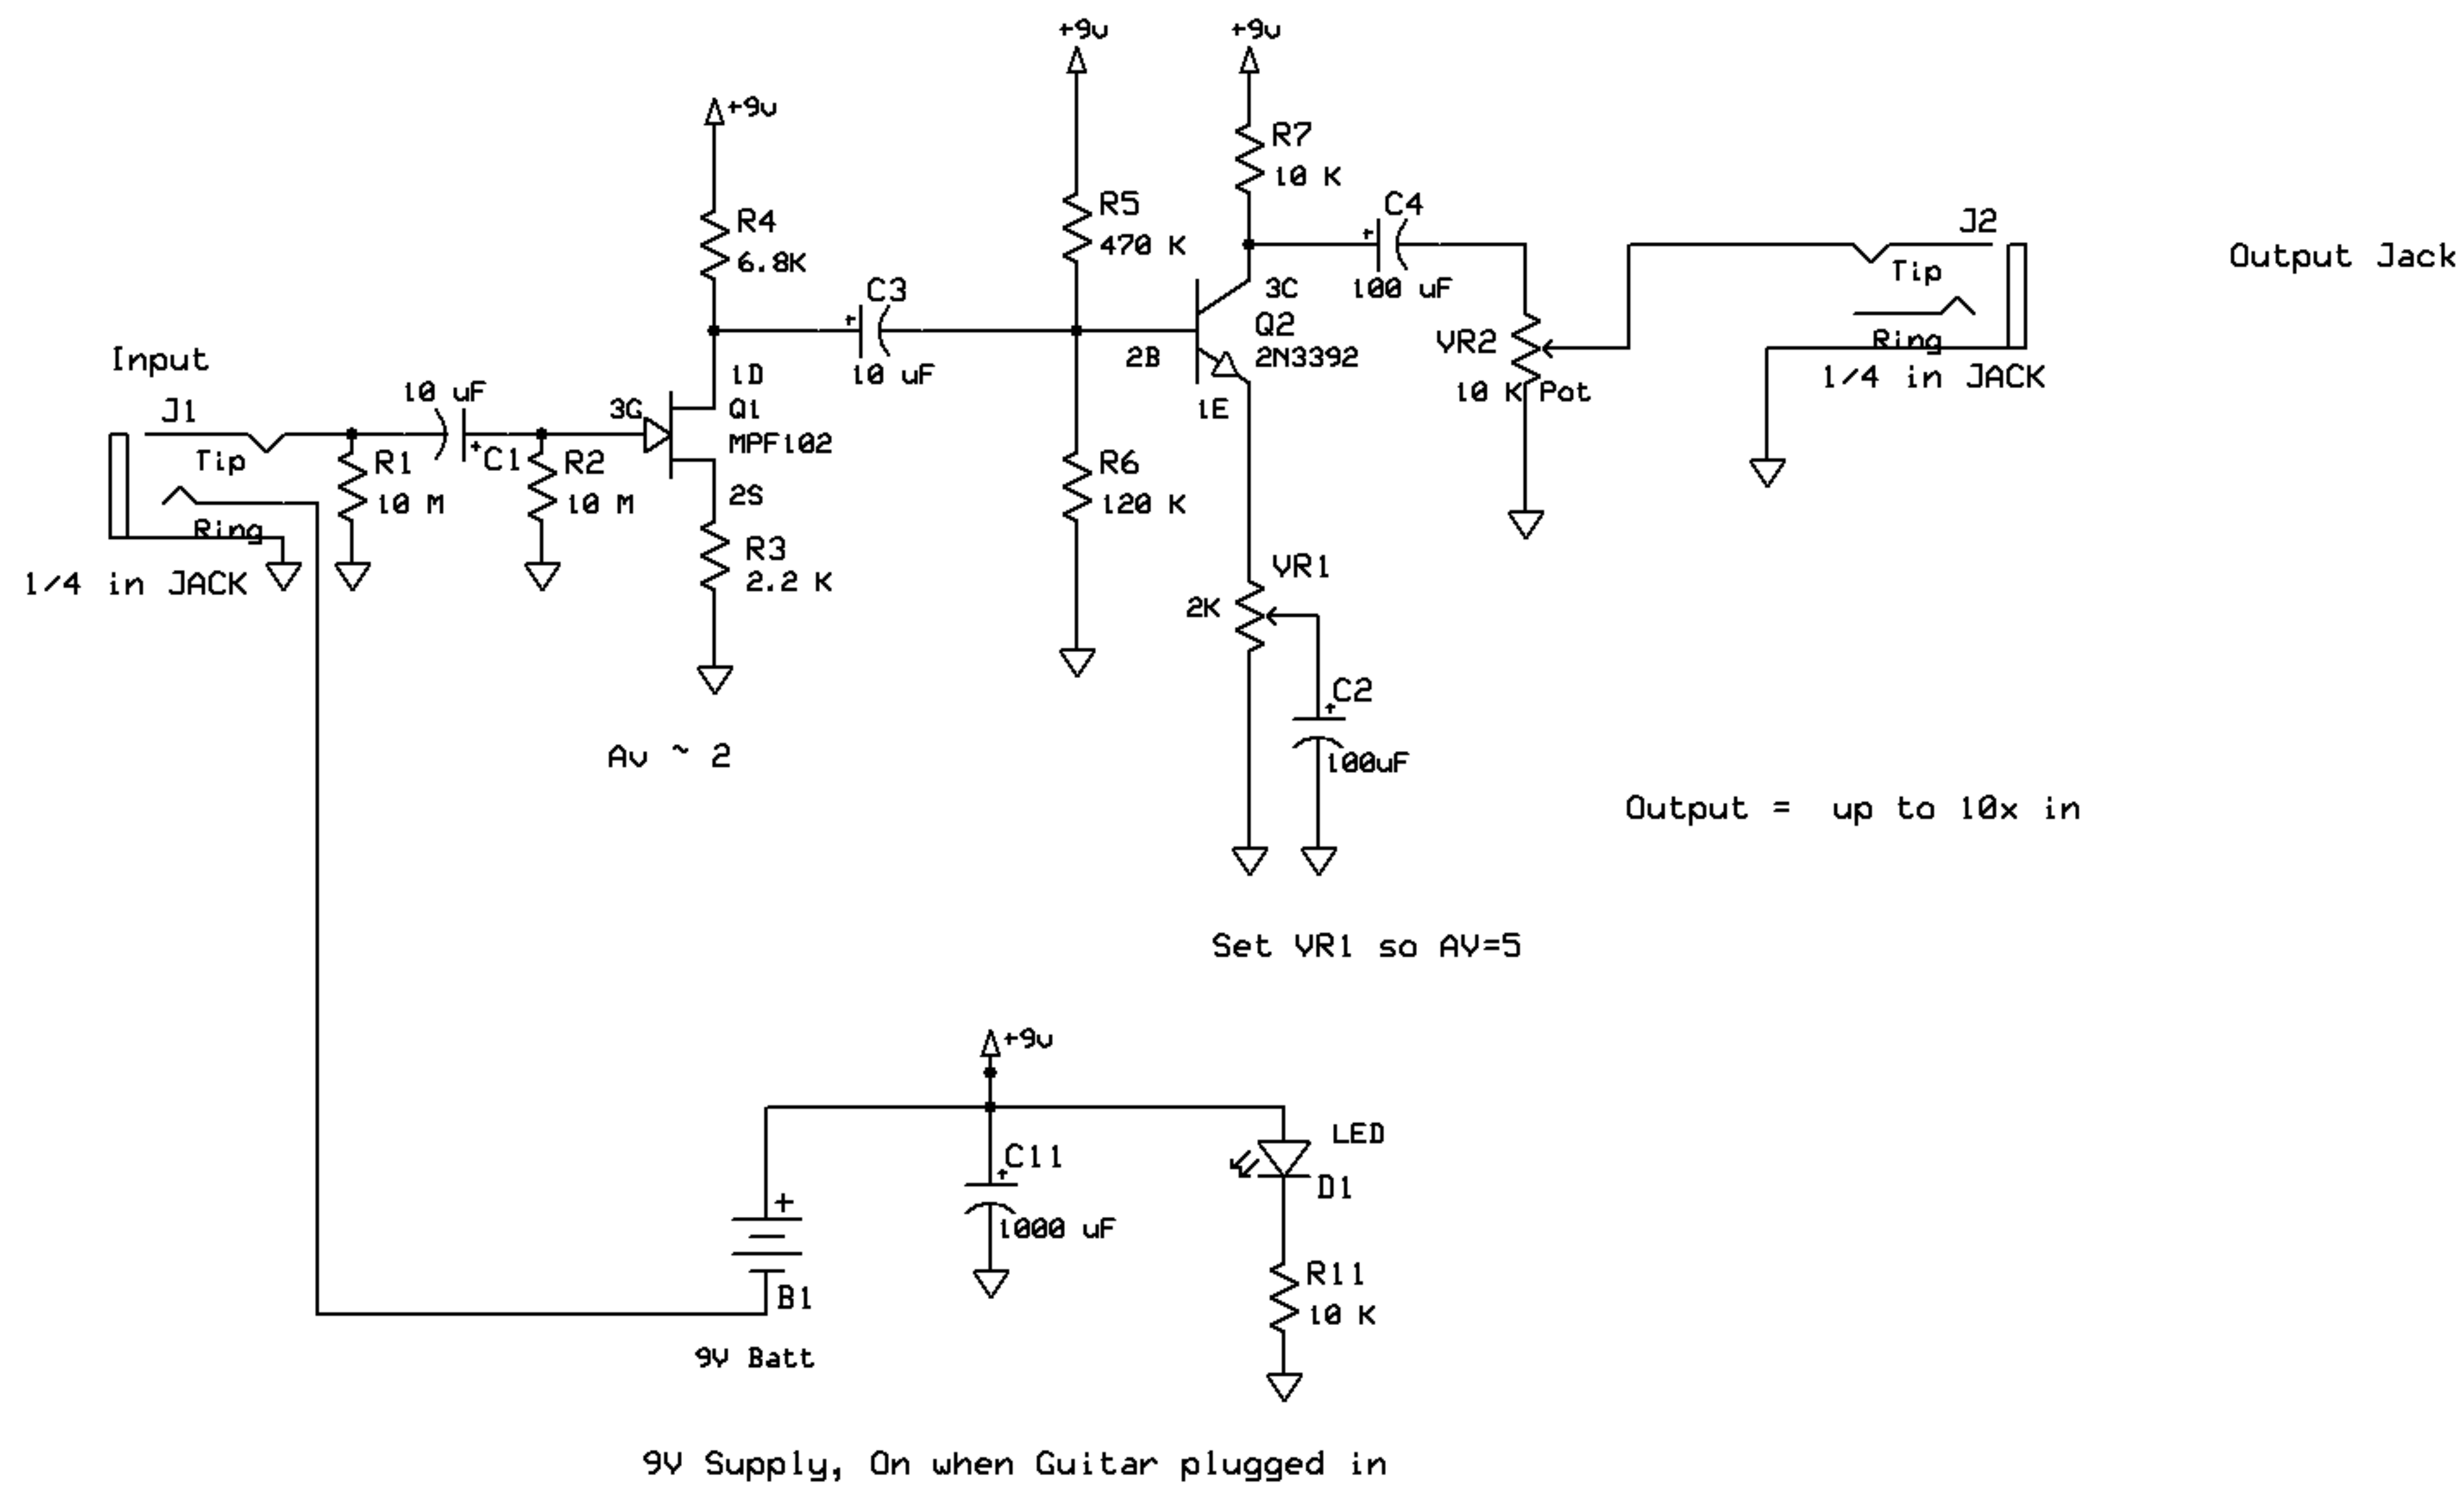 +9v
+9v
+9v
R7
10 K
R4
6.8K
R5
470 K
C4
+
100 uF
J2
Tip
Output Jack
Ring
1/4 in JACK
C3
+
10 uF
3C
Q2
2N3392
2B
1E
VR2
10 K Pot
Input
J1
Tip
Ring
1/4 in JACK
10 uF
+
C1
R1
10 M
R2
10 M
3G
1D
Q1
MPF102
2S
R3
2.2 K
R6
120 K
VR1
2K
C2
+
100uF
Av ~ 2
Output = up to 10x in
Set VR1 so AV=5
+9v
C11
+
1000 uF
LED
D1
+
B1
9V Batt
R11
10 K
9V Supply, On when Guitar plugged in